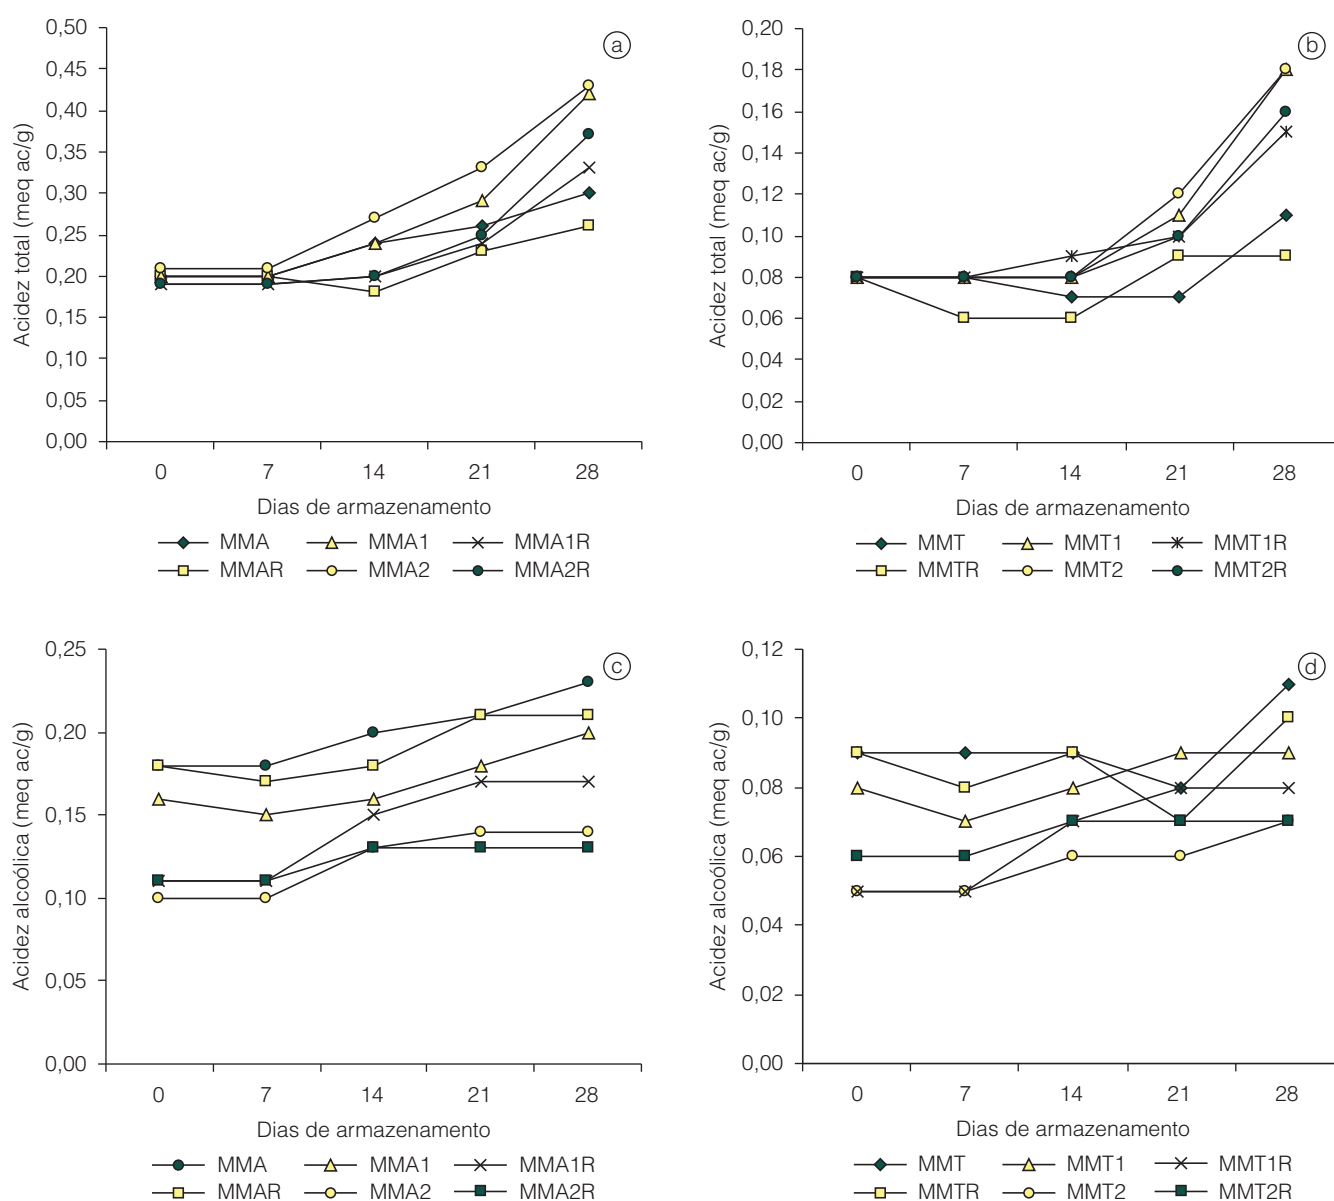 a
Acidez total (meq ac/g)
0,50
0,45
0,40
0,35
0,30
0,25
0,20
0,15
0,10
0,05
0,00
0 7 14 21 28
Dias de armazenamento
MMA MMA1 MMA1R
MMAR MMA2 MMA2R
b
Acidez total (meq ac/g)
0,20
0,18
0,16
0,14
0,12
0,10
0,08
0,06
0,04
0,02
0,00
0 7 14 21 28
Dias de armazenamento
MMT MMT1 MMT1R
MMTR MMT2 MMT2R
c
Acidez alcoólica (meq ac/g)
0,25
0,20
0,15
0,10
0,05
0,00
0 7 14 21 28
Dias de armazenamento
MMA MMA1 MMA1R
MMAR MMA2 MMA2R
d
Acidez alcoólica (meq ac/g)
0,12
0,10
0,08
0,06
0,04
0,02
0,00
0 7 14 21 28
Dias de armazenamento
MMT MMT1 MMT1R
MMTR MMT2 MMT2R